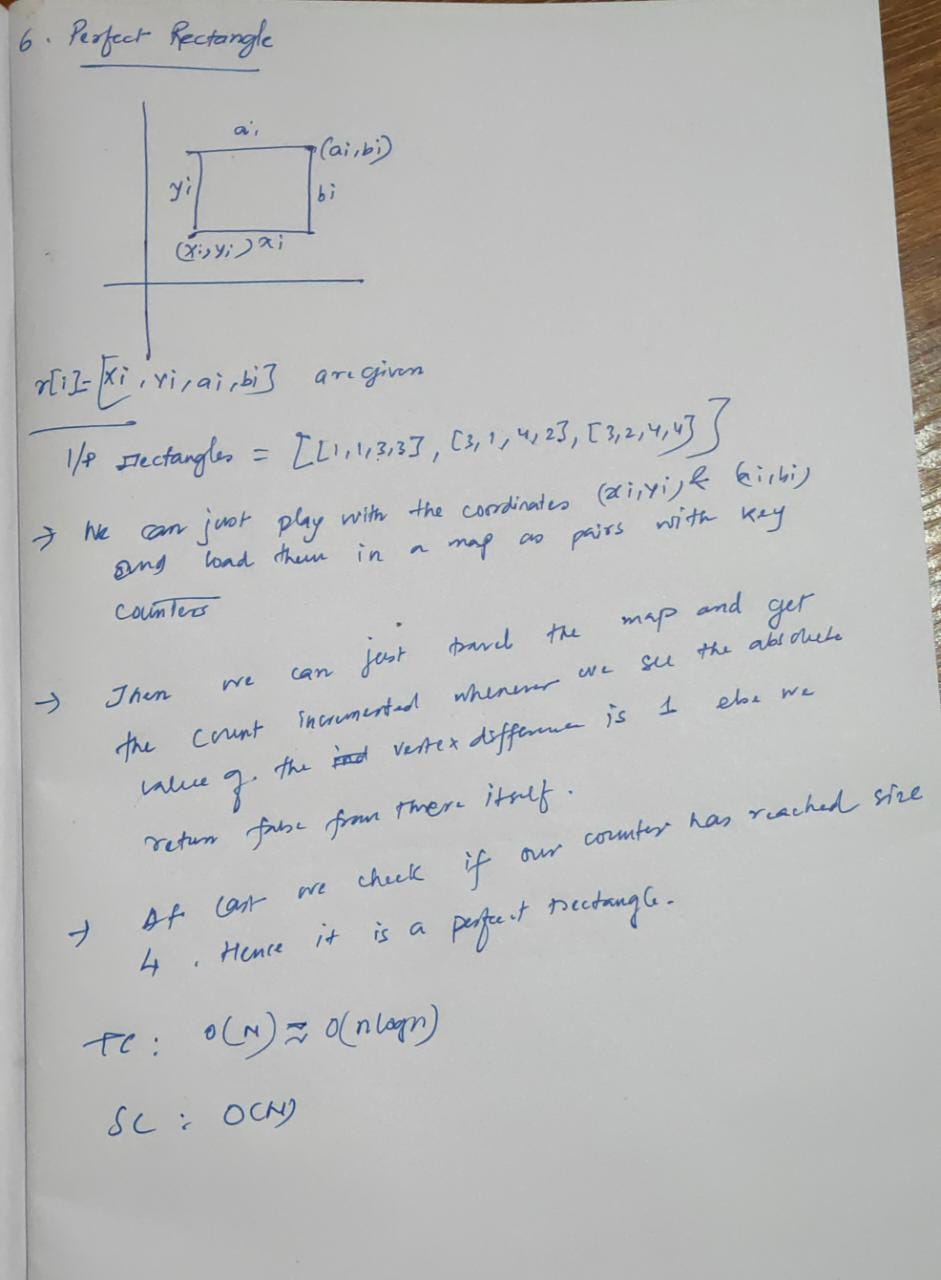 6. Perfect Rectangle
ai
(ai,bi)
yi
bi
(xi,yi) xi
r[i]=[xi, yi, ai, bi] are given
I/P rectangles = [[1,1,3,3], [3,1,4,2], [3,2,4,4]]
→ We can just play with the coordinates (xi,yi) & (ai,bi)
and load them in a map as pairs with key
counters
→ Then we can just travel the map and get
the count incremented whenever we see the absolute
value of the vertex difference is 1 else we
return false from there itself.
→ At last we check if our counter has reached size
4. Hence it is a perfect rectangle.
TC: O(N) ≈ O(nlogn)
SC: O(N)